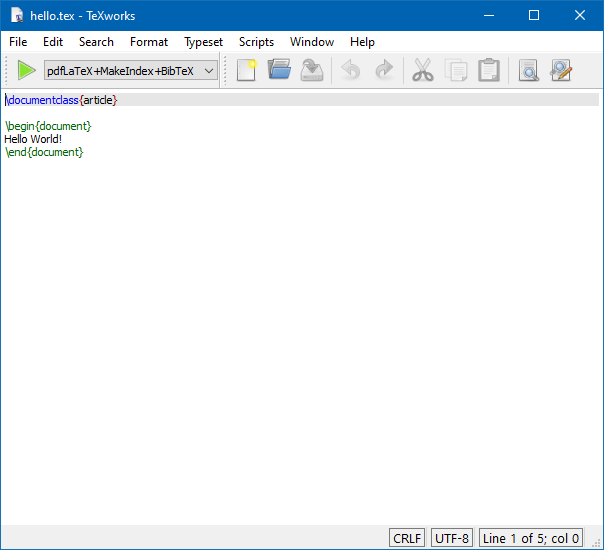 hello.tex - TeXworks
File Edit Search Format Typeset Scripts Window Help
pdfLaTeX+MakeIndex+BibTeX
\documentclass{article}
\begin{document}
Hello World!
\end{document}
CRLF UTF-8 Line 1 of 5; col 0